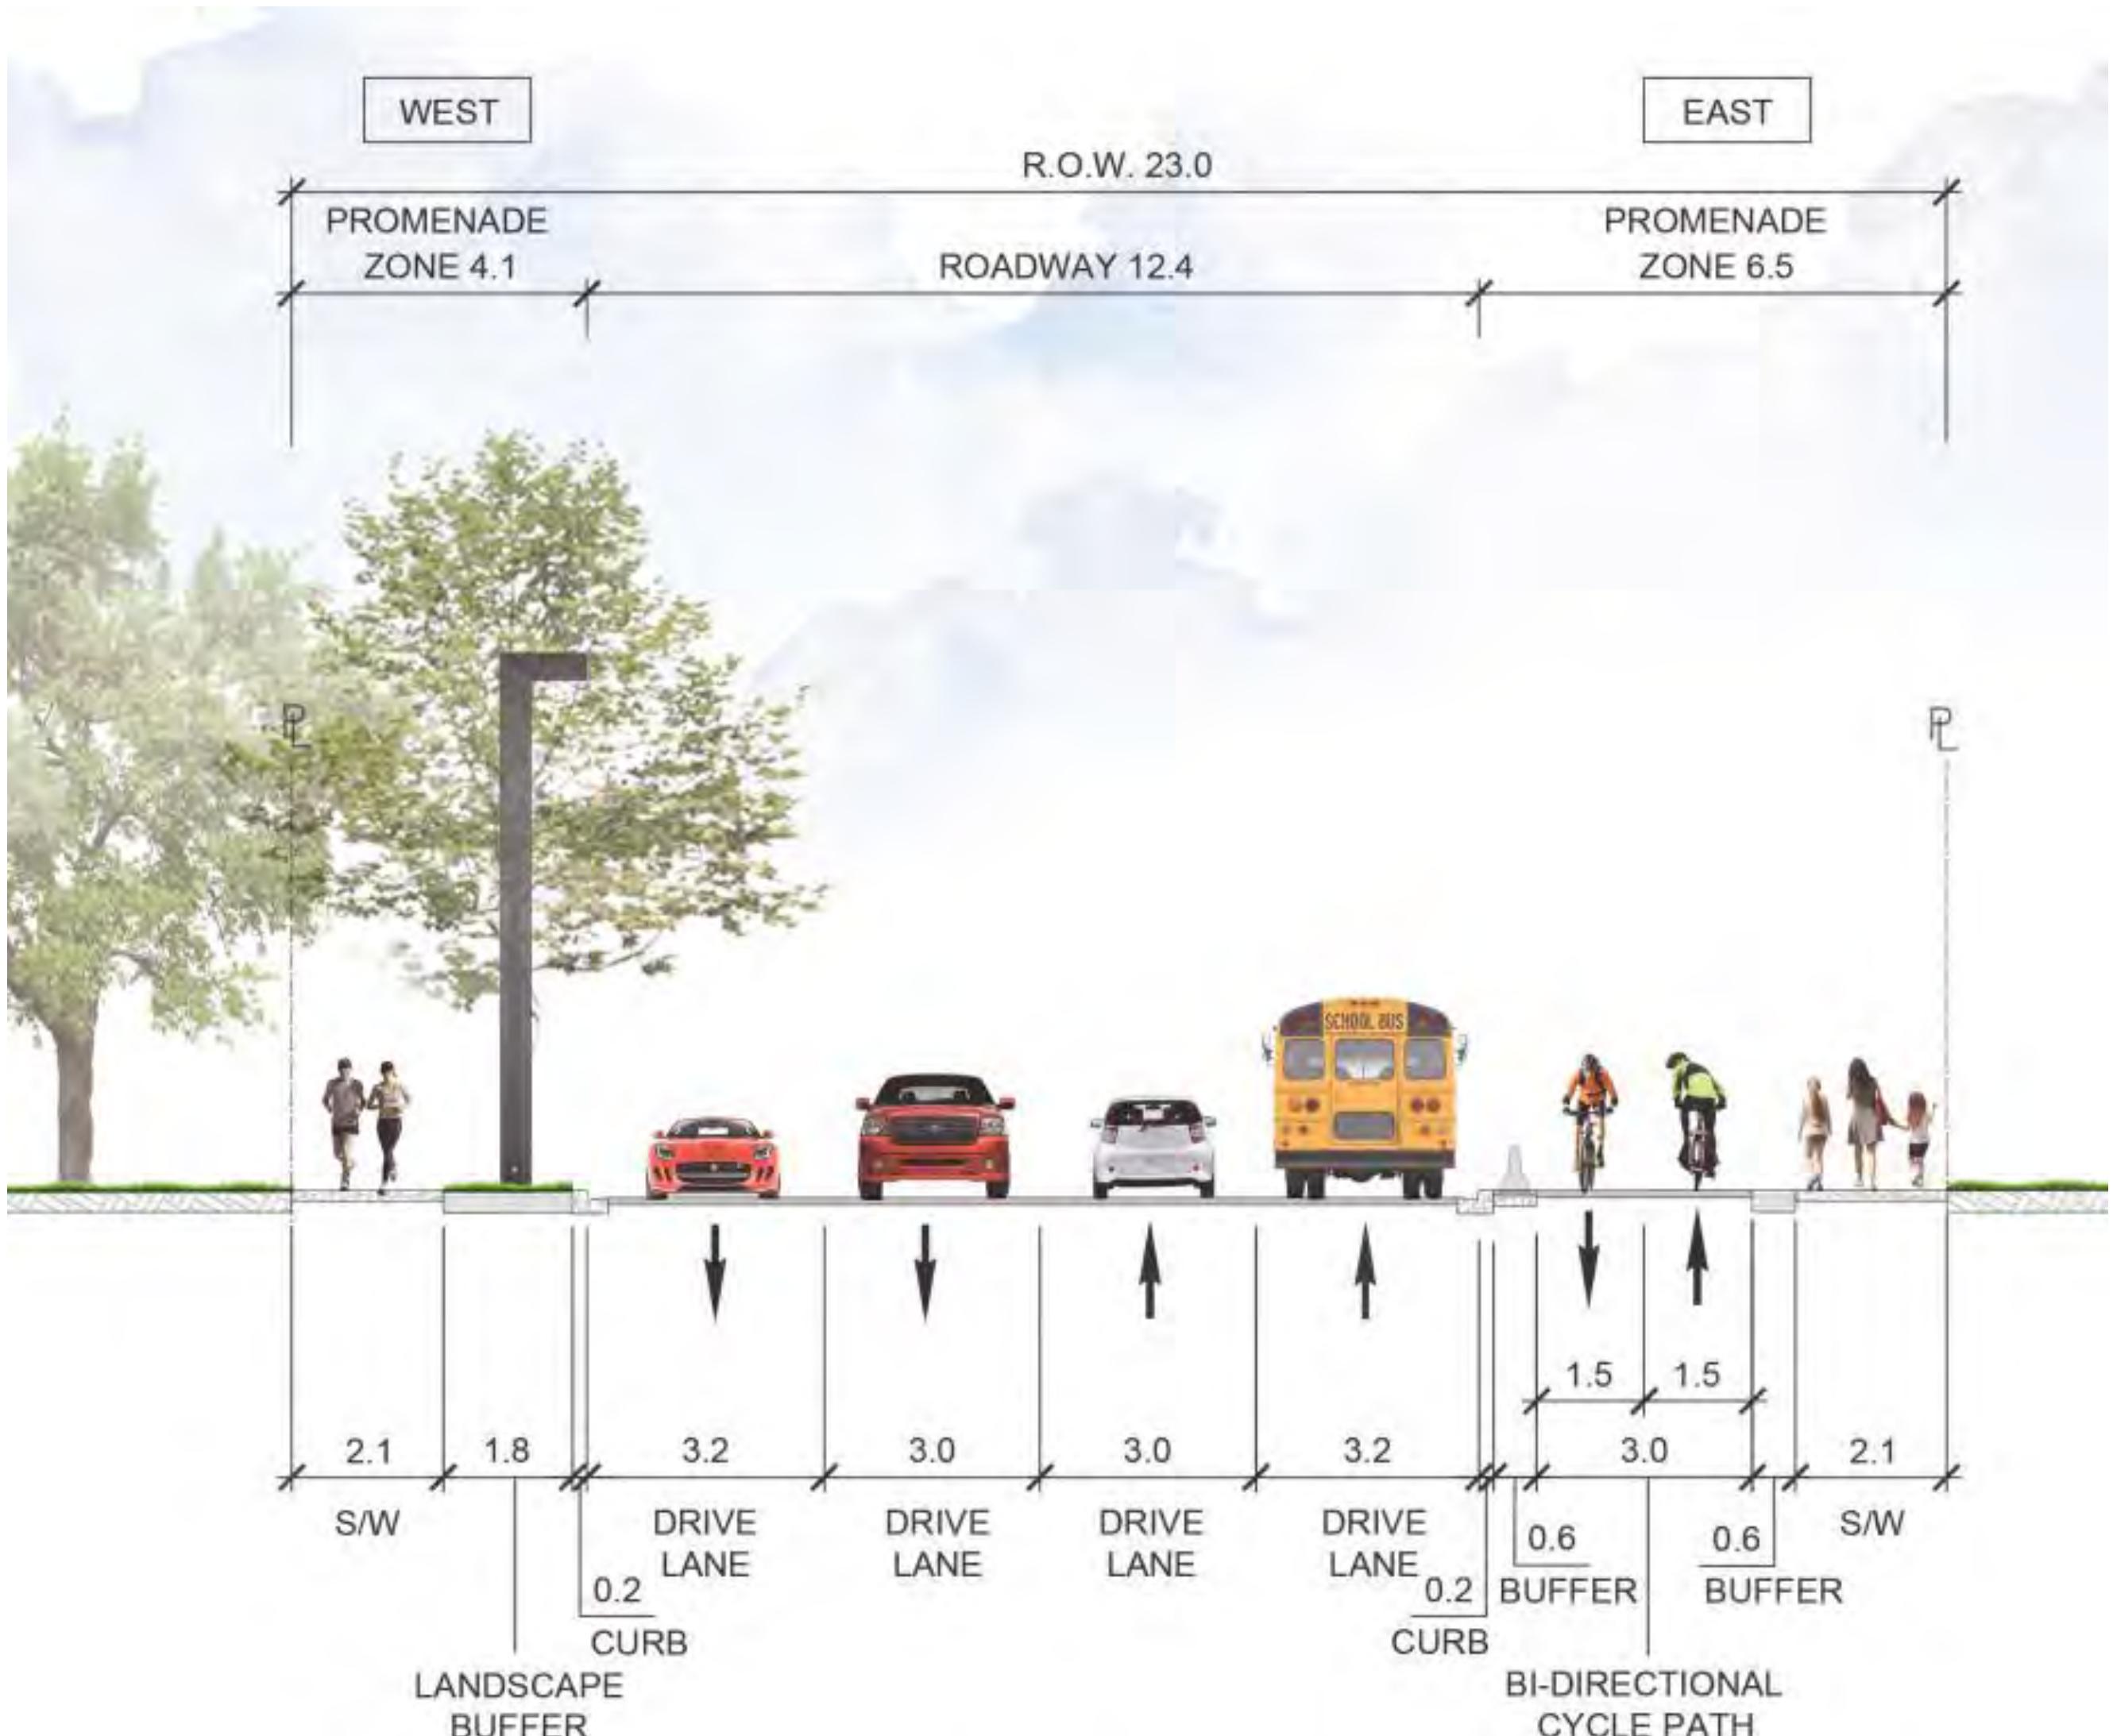 WEST
EAST
R.O.W. 23.0
PROMENADE
ZONE 4.1
ROADWAY 12.4
PROMENADE
ZONE 6.5
PL
PL
SCHOOL BUS
1.5
1.5
2.1
1.8
3.2
3.0
3.0
3.2
3.0
2.1
S/W
DRIVE
LANE
DRIVE
LANE
DRIVE
LANE
DRIVE
LANE
0.6
BUFFER
0.6
BUFFER
S/W
0.2
CURB
0.2
CURB
LANDSCAPE
BUFFER
BI-DIRECTIONAL
CYCLE PATH